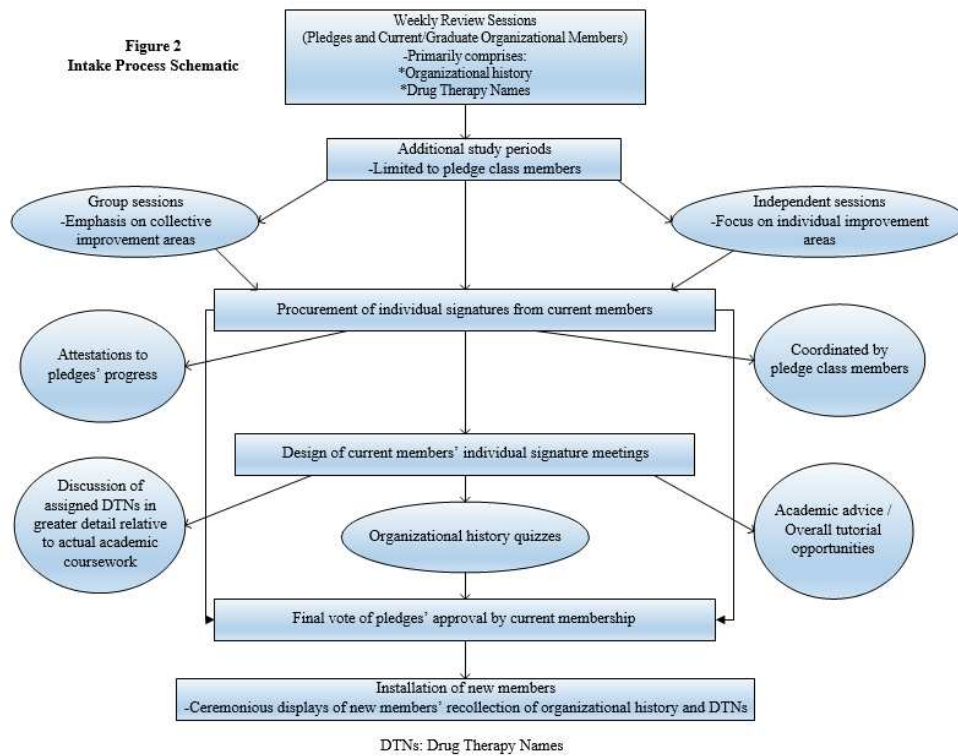 Figure 2
Intake Process Schematic
Weekly Review Sessions
(Pledges and Current/Graduate Organizational Members)
-Primarily comprises:
*Organizational history
*Drug Therapy Names
Additional study periods
-Limited to pledge class members
Group sessions
-Emphasis on collective
improvement areas
Independent sessions
-Focus on individual improvement
areas
Procurement of individual signatures from current members
Attestations to
pledges’ progress
Coordinated by
pledge class members
Design of current members’ individual signature meetings
Discussion of
assigned DTNs in
greater detail relative
to actual academic
coursework
Organizational history quizzes
Academic advice /
Overall tutorial
opportunities
Final vote of pledges’ approval by current membership
Installation of new members
-Ceremonious displays of new members’ recollection of organizational history and DTNs
DTNs: Drug Therapy Names